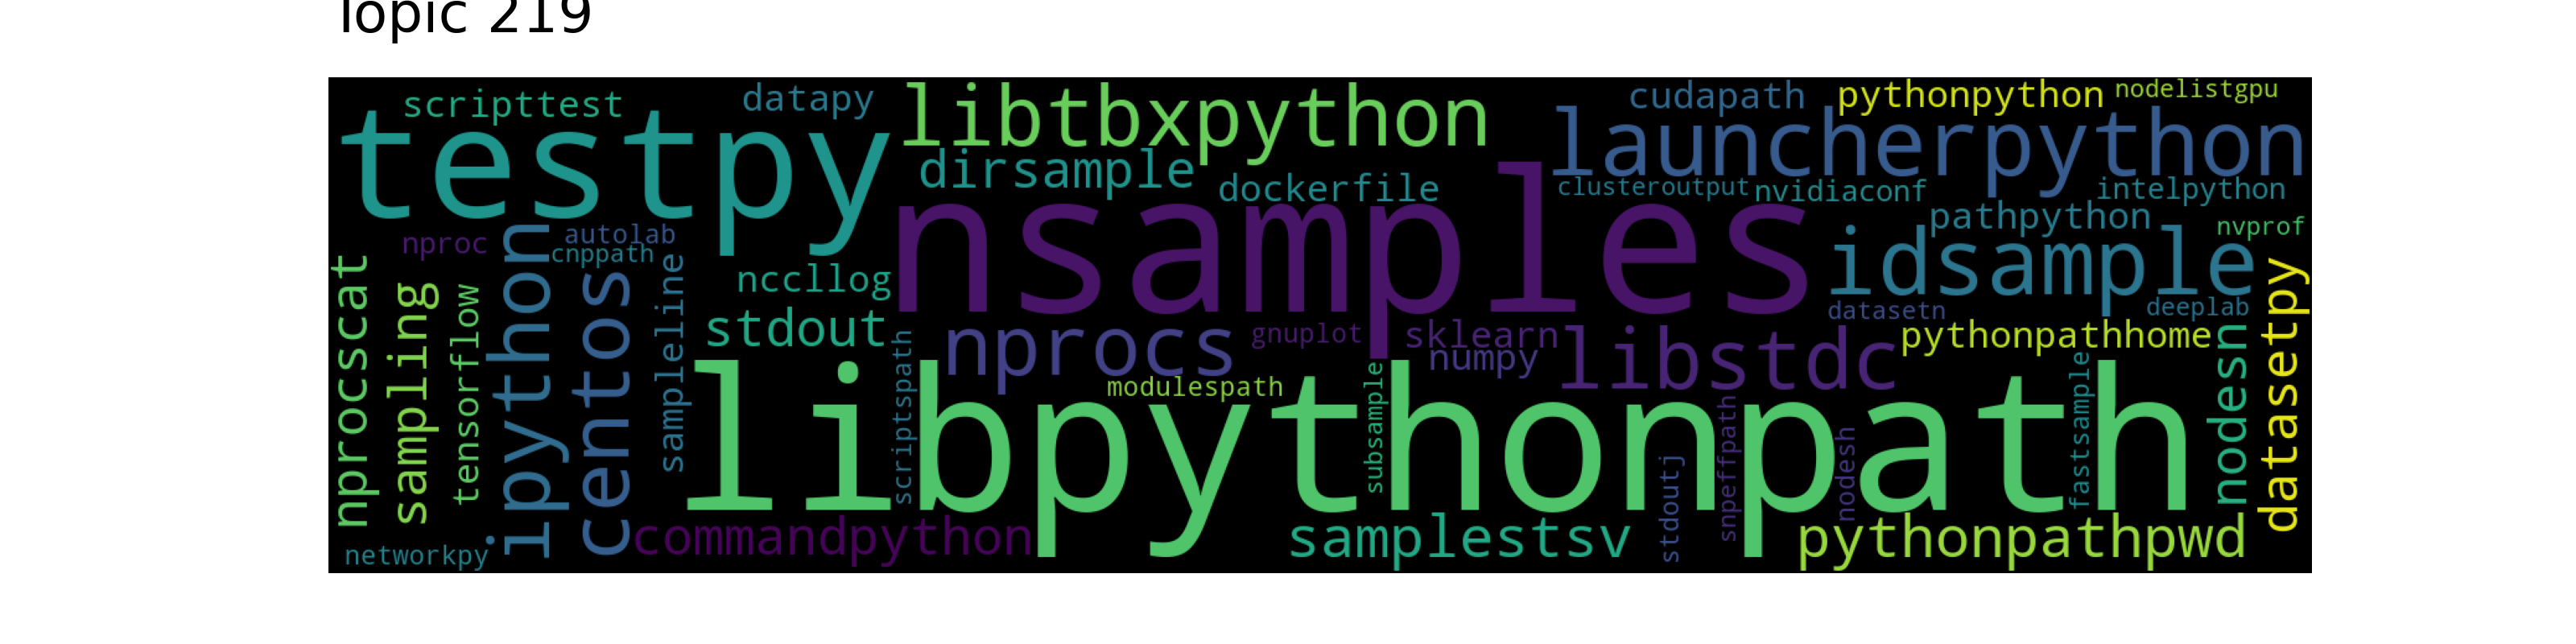 Topic 219
scripttest
datapy
libtbxpython
cudapath
pythonpython
nodelistgpu
testpy
launcherpython
dirsample
dockerfile
clusteroutput
nvidiaconf
intelpython
nsamples
pathpython
nvprof
nproc
autolab
cnppath
idsample
nccllog
datasetn
deeplab
stdout
nprocs
gnuplot
sklearn
numpy
libstdc
pythonpathhome
nprocscat
sampling
tensorflow
ipython
centos
sampleline
scriptspath
modulespath
subsample
libpythonpath
stdoutj
snpeffpath
nodesh
fastsample
nodesn
datasetpy
networkpy
commandpython
samplestsv
pythonpathpwd